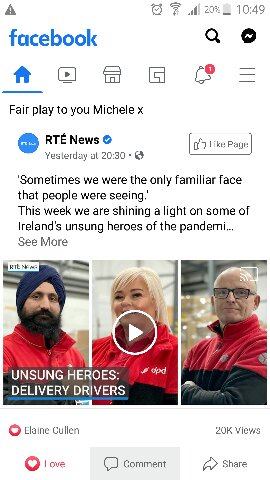 20% 10:49
facebook
1
Fair play to you Michele x
RTÉ News
Yesterday at 20:30 ·
Like Page
'Sometimes we were the only familiar face
that people were seeing.'
This week we are shining a light on some of
Ireland's unsung heroes of the pandemi...
See More
RTÉ NEWS
dpd
UNSUNG HEROES:
DELIVERY DRIVERS
Elaine Cullen
20K Views
Love
Comment
Share